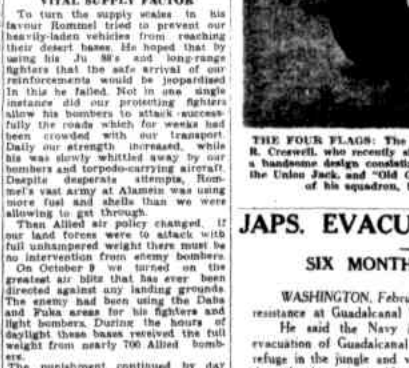 VITAL SUPPLY FACTOR
To turn the supply scales in his
favour Rommel tried to prevent our
heavily-laden vehicles from reaching
their desert bases. He hoped that by
using his Ju 88's and long-range
fighters that the safe arrival of our
reinforcements would be jeopardised
In this he failed. Not in one single
instance did our protecting fighters
allow his bombers to attack success-
fully the roads which for weeks had
been crowded with our transport.
Daily our strength increased, while
his was slowly whittled away by our
bombers and torpedo-carrying aircraft.
Despite desperate attempts, Rom-
mel's vast army at Alamein was using
more fuel and shells than we were
allowing to get through.
Then Allied air policy changed. If
our land forces were to attack with
full unhampered weight there must be
no intervention from enemy bombers.
On October 9 we turned on the
greatest air blitz that has ever been
directed against any landing grounds.
The enemy had been using the Daba
and Fuka areas for his fighters and
light bombers. During the hours of
daylight these bases received the full
weight from nearly 700 Allied bomb-
ers.
The punishment continued by day
THE FOUR FLAGS: The
R. Creswell, who recently
a handsome design
the Union Jack, and "Old
of his squadron,
JAPS. EVACU
SIX MONTH
WASHINGTON, Febru
resistance at Guadalcanal
He said the Navy
evacuation of Guadalcanal
refuge in the jungle and